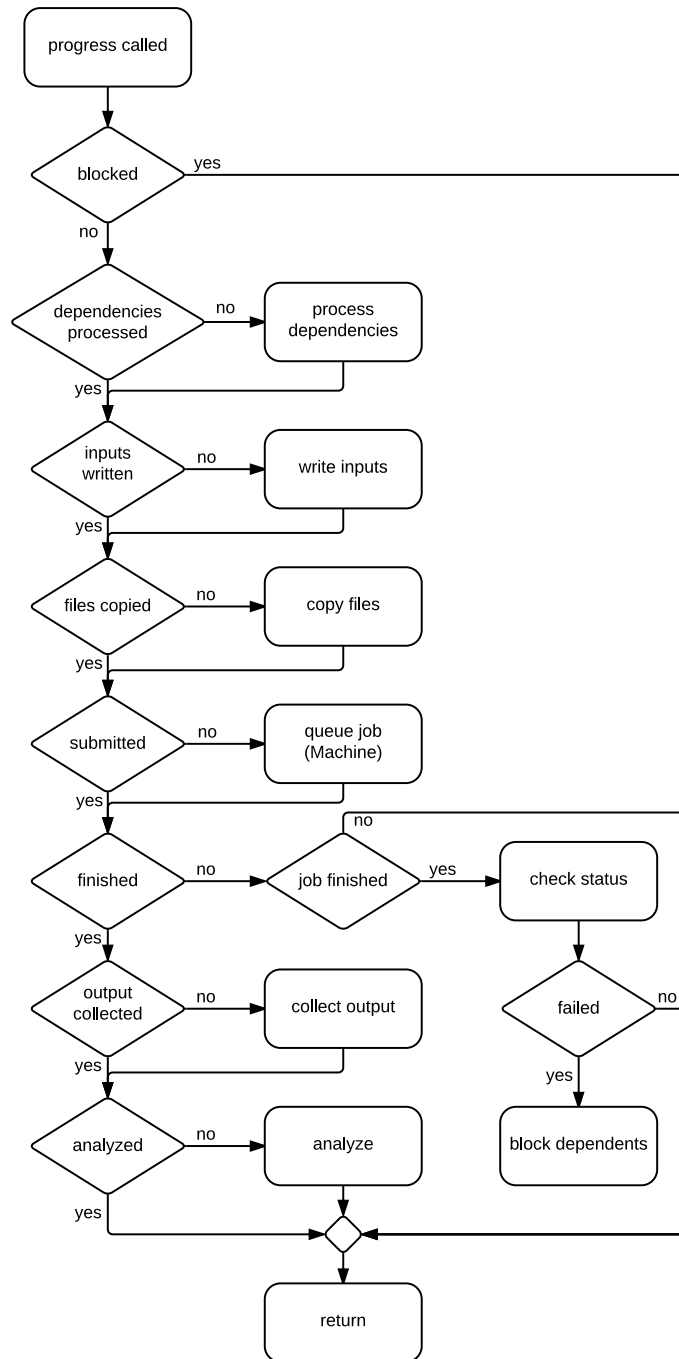 progress called
blocked
yes
no
dependencies
processed
no
process
dependencies
yes
inputs
written
no
write inputs
yes
files copied
no
copy files
yes
submitted
no
queue job
(Machine)
yes
no
finished
no
job finished
yes
check status
yes
output
collected
no
collect output
failed
no
yes
yes
analyzed
no
analyze
block dependents
yes
return